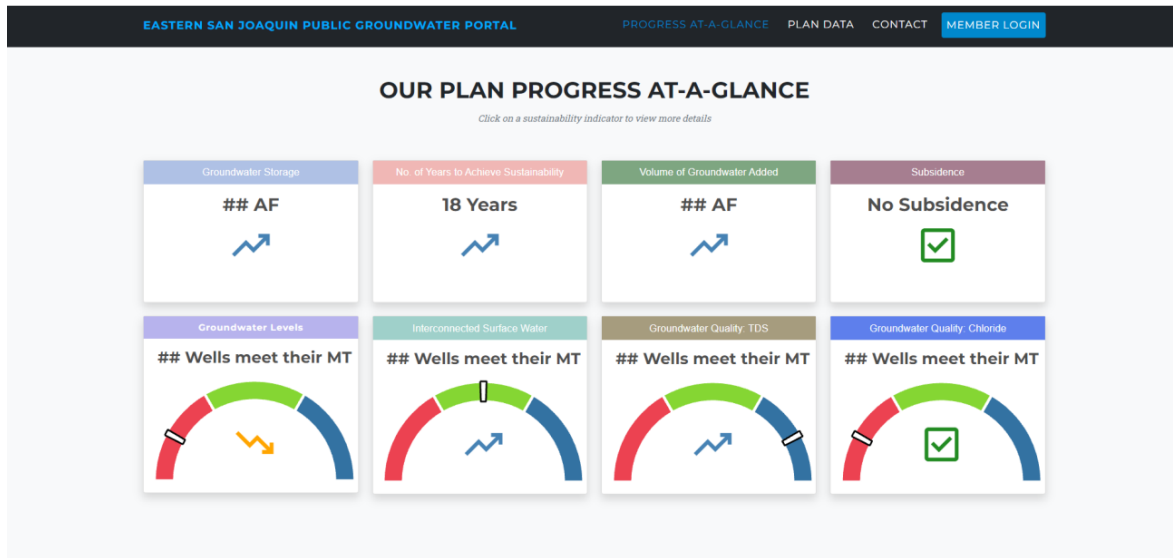 EASTERN SAN JOAQUIN PUBLIC GROUNDWATER PORTAL
PROGRESS AT-A-GLANCE PLAN DATA CONTACT MEMBER LOGIN
OUR PLAN PROGRESS AT-A-GLANCE
Click on a sustainability indicator to view more details
Groundwater Storage
## AF
No. of Years to Achieve Sustainability
18 Years
Volume of Groundwater Added
## AF
Subsidence
No Subsidence
Groundwater Levels
## Wells meet their MT
Interconnected Surface Water
## Wells meet their MT
Groundwater Quality: TDS
## Wells meet their MT
Groundwater Quality: Chloride
## Wells meet their MT